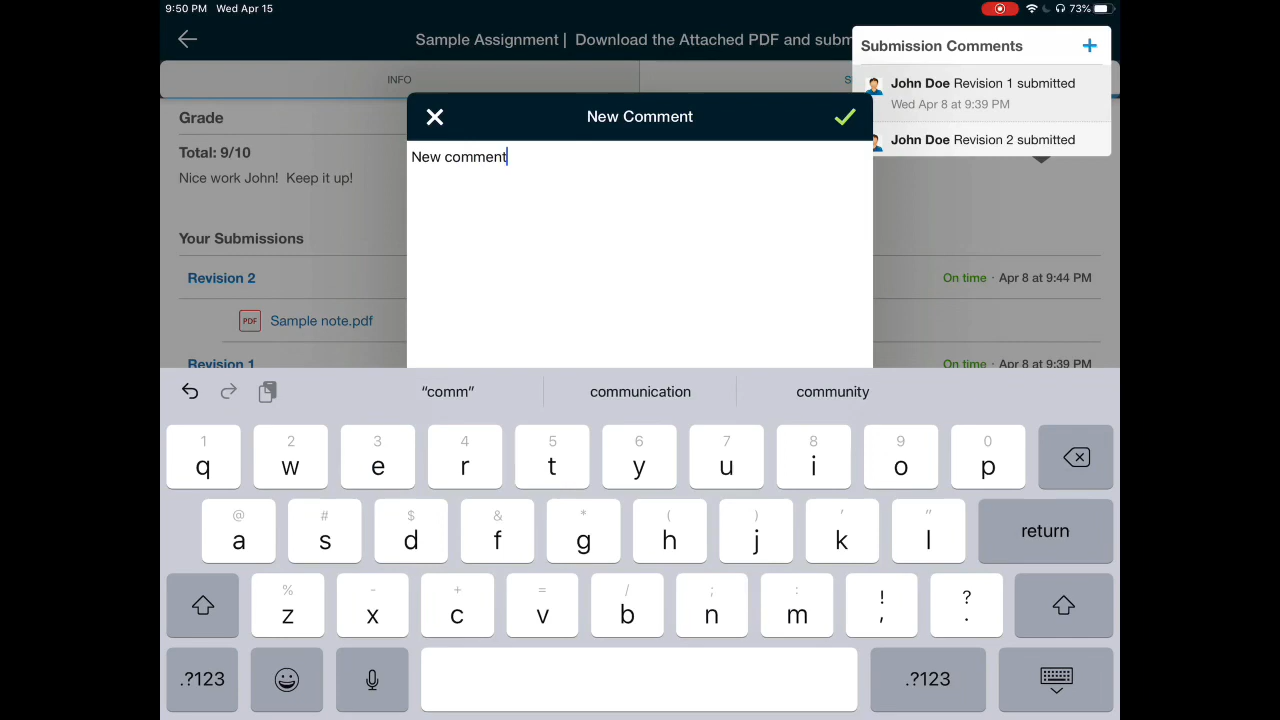 9:50 PM Wed Apr 15
73%
Sample Assignment | Download the Attached PDF and subm
INFO
S
Submission Comments +
John Doe Revision 1 submitted
Wed Apr 8 at 9:39 PM
John Doe Revision 2 submitted
Grade
Total: 9/10
Nice work John! Keep it up!
Your Submissions
Revision 2
On time · Apr 8 at 9:44 PM
PDF Sample note.pdf
Revision 1
On time · Apr 8 at 9:39 PM
New Comment
New comment
“comm” communication community
1 2 3 4 5 6 7 8 9 0
q w e r t y u i o p
@ # $ & * ( ) ' "
a s d f g h j k l return
% - + = / ; : ! ?
z x c v b n m , .
.?123 .?123